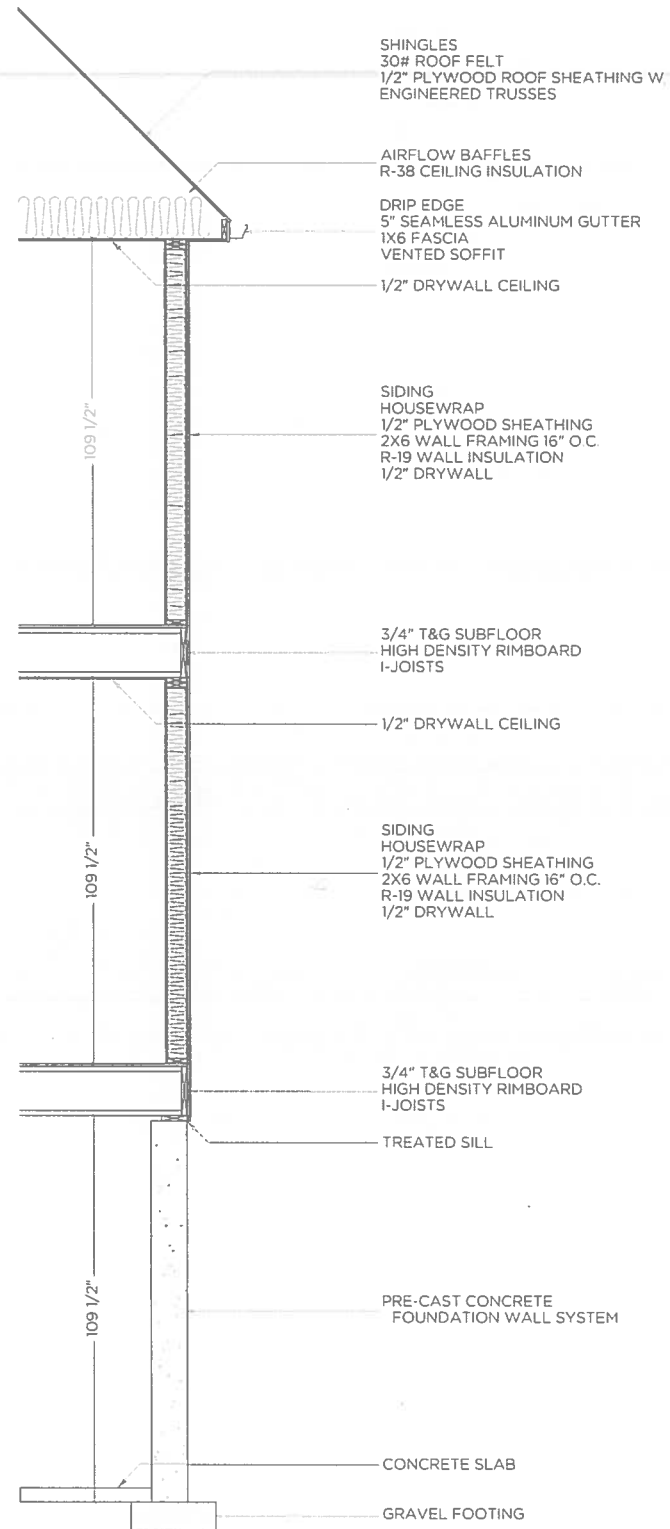 SHINGLES
30# ROOF FELT
1/2" PLYWOOD ROOF SHEATHING W
ENGINEERED TRUSSES
AIRFLOW BAFFLES
R-38 CEILING INSULATION
DRIP EDGE
5" SEAMLESS ALUMINUM GUTTER
1X6 FASCIA
VENTED SOFFIT
1/2" DRYWALL CEILING
109 1/2"
SIDING
HOUSEWRAP
1/2" PLYWOOD SHEATHING
2X6 WALL FRAMING 16" O.C.
R-19 WALL INSULATION
1/2" DRYWALL
3/4" T&G SUBFLOOR
HIGH DENSITY RIMBOARD
I-JOISTS
1/2" DRYWALL CEILING
109 1/2"
SIDING
HOUSEWRAP
1/2" PLYWOOD SHEATHING
2X6 WALL FRAMING 16" O.C.
R-19 WALL INSULATION
1/2" DRYWALL
3/4" T&G SUBFLOOR
HIGH DENSITY RIMBOARD
I-JOISTS
TREATED SILL
109 1/2"
PRE-CAST CONCRETE
FOUNDATION WALL SYSTEM
CONCRETE SLAB
GRAVEL FOOTING